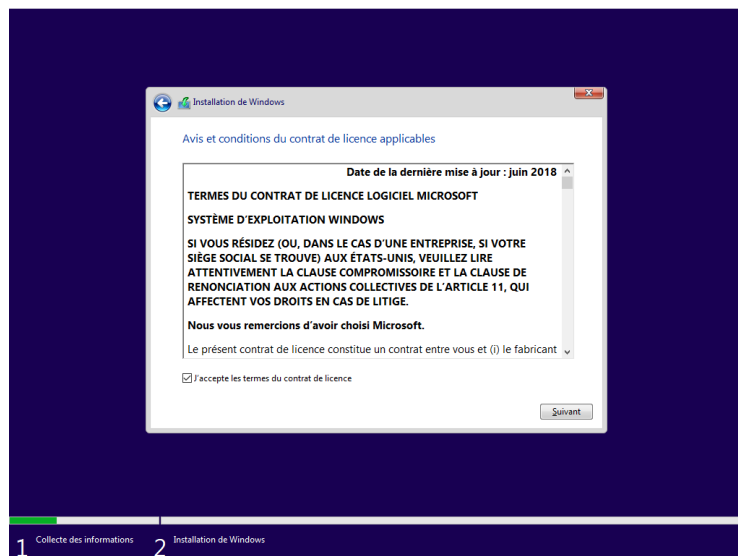 Installation de Windows
Avis et conditions du contrat de licence applicables
Date de la dernière mise à jour : juin 2018
TERMES DU CONTRAT DE LICENCE LOGICIEL MICROSOFT
SYSTÈME D'EXPLOITATION WINDOWS
SI VOUS RÉSIDEZ (OU, DANS LE CAS D'UNE ENTREPRISE, SI VOTRE
SIÈGE SOCIAL SE TROUVE) AUX ÉTATS-UNIS, VEUILLEZ LIRE
ATTENTIVEMENT LA CLAUSE COMPROMISSOIRE ET LA CLAUSE DE
RENONCIATION AUX ACTIONS COLLECTIVES DE L'ARTICLE 11, QUI
AFFECTENT VOS DROITS EN CAS DE LITIGE.
Nous vous remercions d'avoir choisi Microsoft.
Le présent contrat de licence constitue un contrat entre vous et (i) le fabricant
J'accepte les termes du contrat de licence
Suivant
1 Collecte des informations
2 Installation de Windows